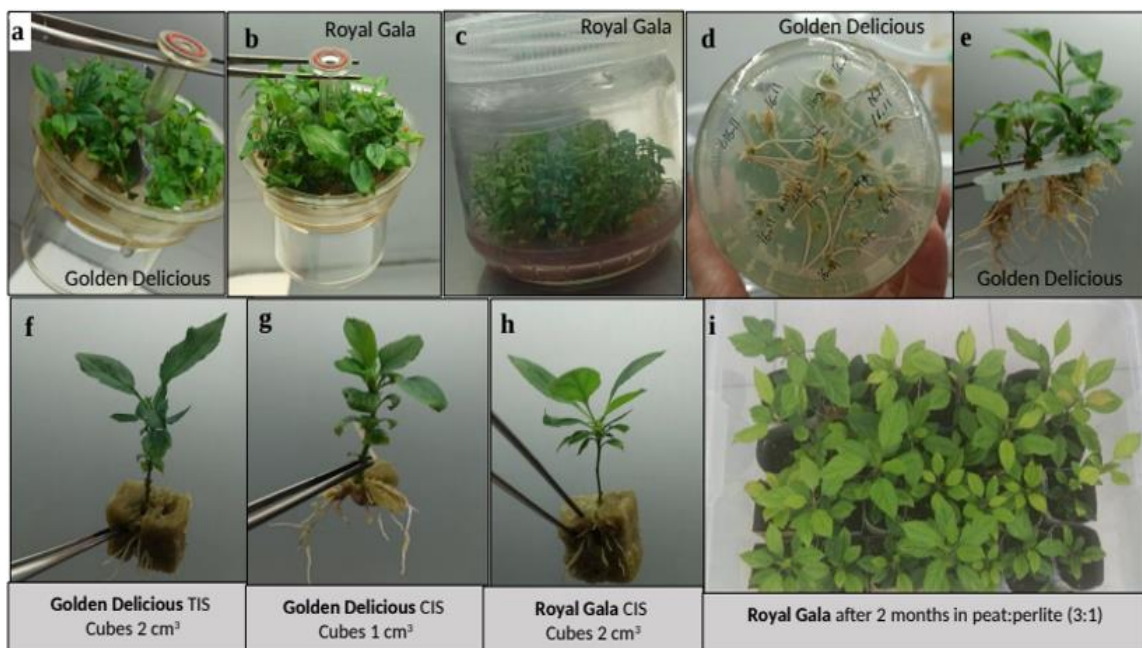 a
Golden Delicious
b
Royal Gala
c
Royal Gala
d
Golden Delicious
e
Golden Delicious
f
g
h
i
Golden Delicious TIS
Cubes 2 cm³
Golden Delicious CIS
Cubes 1 cm³
Royal Gala CIS
Cubes 2 cm³
Royal Gala after 2 months in peat:perlite (3:1)